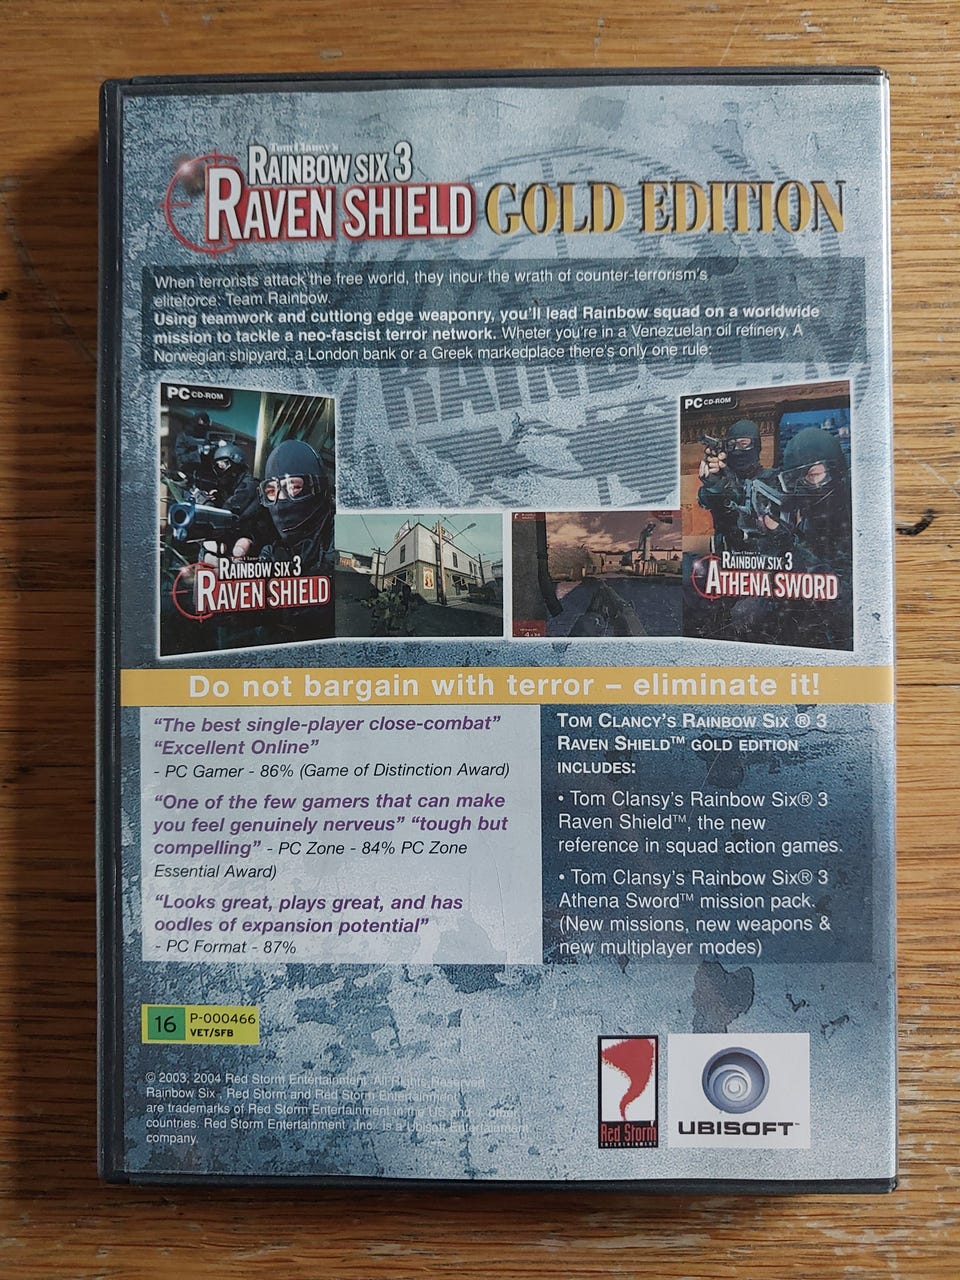 Tom Clancy's
RAINBOW SIX 3
RAVEN SHIELD™ GOLD EDITION
When terrorists attack the free world, they incur the wrath of counter-terrorism's
eliteforce: Team Rainbow.
Using teamwork and cuttlong edge weaponry, you'll lead Rainbow squad on a worldwide
mission to tackle a neo-fascist terror network. Wheter you're in a Venezuelan oil refinery. A
Norwegian shipyard, a London bank or a Greek markedplace there's only one rule:
RAINBOW
PC CD-ROM
Tom Clancy's
RAINBOW SIX 3
RAVEN SHIELD
PC CD-ROM
Tom Clancy's
RAINBOW SIX 3
ATHENA SWORD
Do not bargain with terror – eliminate it!
"The best single-player close-combat"
"Excellent Online"
- PC Gamer - 86% (Game of Distinction Award)
"One of the few gamers that can make
you feel genuinely nerveus" "tough but
compelling" - PC Zone - 84% PC Zone
Essential Award)
"Looks great, plays great, and has
oodles of expansion potential"
- PC Format - 87%
TOM CLANCY'S RAINBOW SIX ® 3
RAVEN SHIELD™ GOLD EDITION
INCLUDES:
• Tom Clansy's Rainbow Six® 3
Raven Shield™, the new
reference in squad action games.
• Tom Clansy's Rainbow Six® 3
Athena Sword™ mission pack.
(New missions, new weapons &
new multiplayer modes)
16 P-000466
VET/SFB
© 2003, 2004 Red Storm Entertainment. All Rights Reserved.
Rainbow Six , Red Storm and Red Storm Entertainment
are trademarks of Red Storm Entertainment in the US and / other
countries. Red Storm Entertainment , Inc. is a Ubisoft Entertainment
company.
Red Storm
ENTERTAINMENT
UBISOFT™